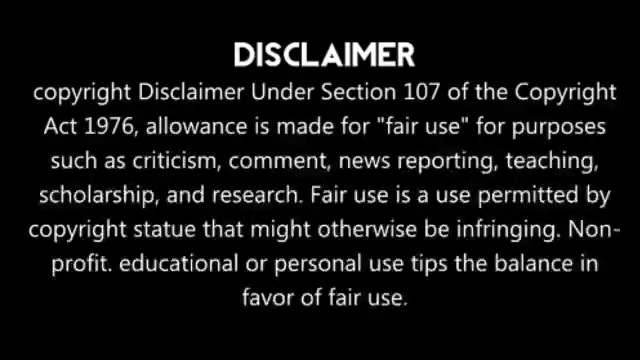 DISCLAIMER
copyright Disclaimer Under Section 107 of the Copyright
Act 1976, allowance is made for "fair use" for purposes
such as criticism, comment, news reporting, teaching,
scholarship, and research. Fair use is a use permitted by
copyright statue that might otherwise be infringing. Non-
profit. educational or personal use tips the balance in
favor of fair use.